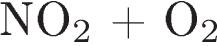 NO₂ + O₂